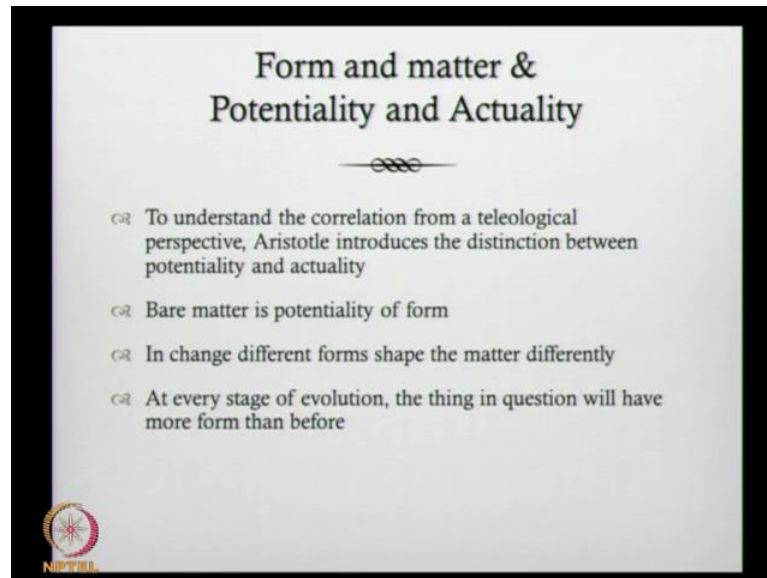 Form and matter &
Potentiality and Actuality
To understand the correlation from a teleological
perspective, Aristotle introduces the distinction between
potentiality and actuality
Bare matter is potentiality of form
In change different forms shape the matter differently
At every stage of evolution, the thing in question will have
more form than before
NPTEL